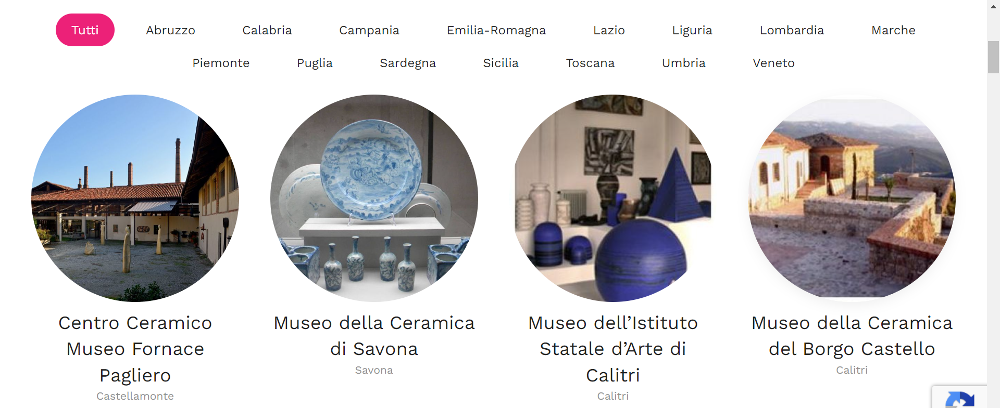 Tutti Abruzzo Calabria Campania Emilia-Romagna Lazio Liguria Lombardia Marche
Piemonte Puglia Sardegna Sicilia Toscana Umbria Veneto
Centro Ceramico
Museo Fornace
Pagliero
Castellamonte
Museo della Ceramica
di Savona
Savona
Museo dell’Istituto
Statale d’Arte di
Calitri
Calitri
Museo della Ceramica
del Borgo Castello
Calitri